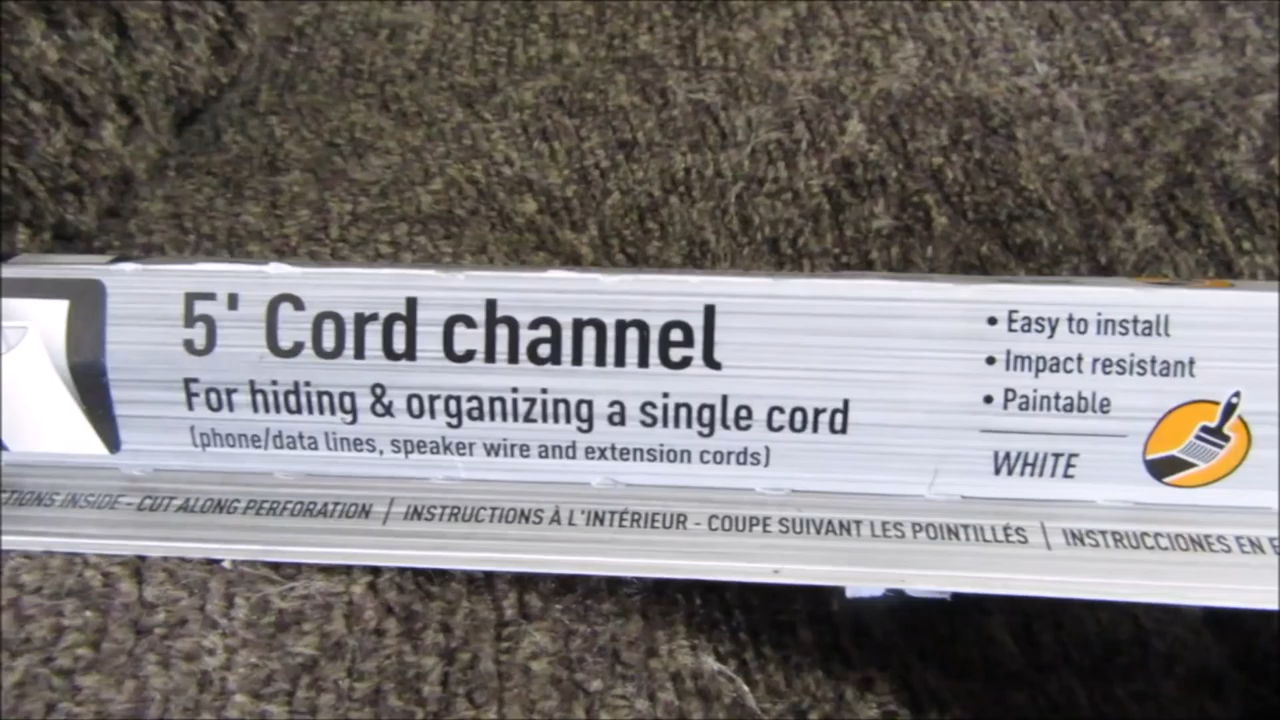 5' Cord channel
For hiding & organizing a single cord
(phone/data lines, speaker wire and extension cords)
• Easy to install
• Impact resistant
• Paintable
WHITE
INSIDE - CUT ALONG PERFORATION | INSTRUCTIONS À L'INTÉRIEUR - COUPE SUIVANT LES POINTILLÉS | INSTRUCCIONES EN